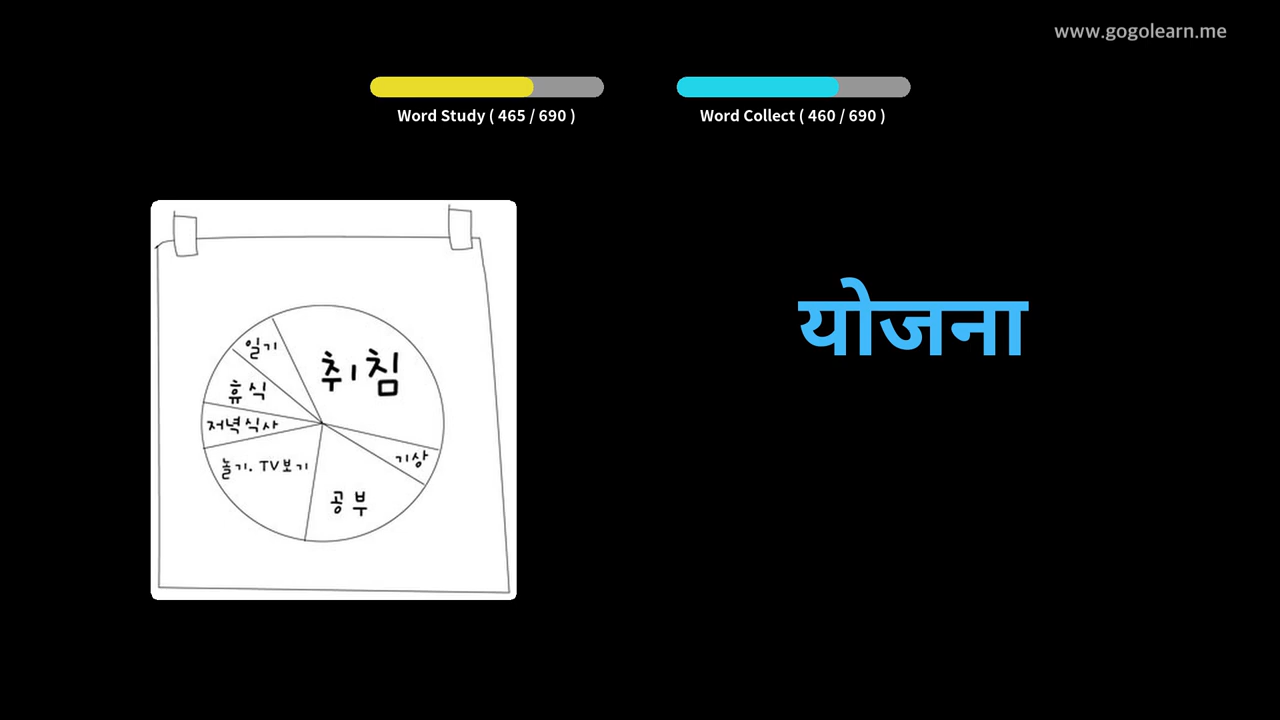 www.gogolearn.me
Word Study ( 465 / 690 )
Word Collect ( 460 / 690 )
योजना
일기
취침
휴식
저녁식사
놀기. TV보기
기상
공부